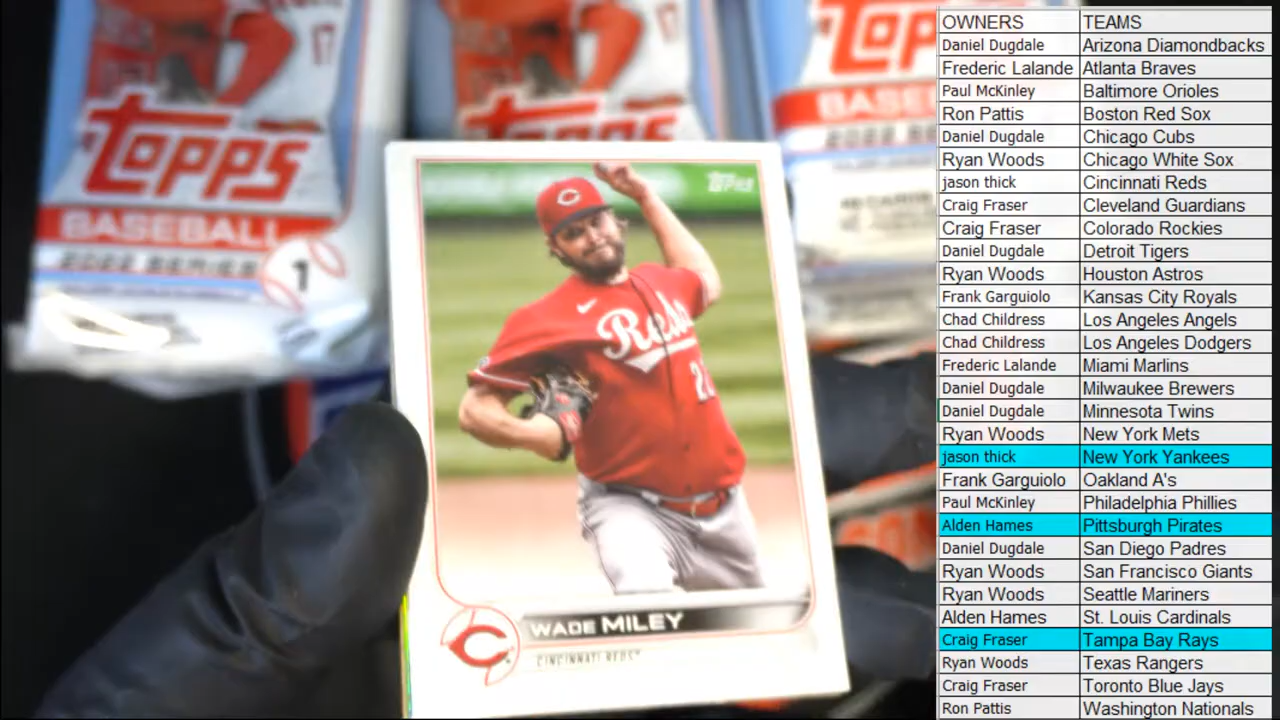 TOPPS
BASEBALL
2022 SERIES
1
17
TOPPS
BASEBALL
Topps
Reds
WADE MILEY
CINCINNATI REDS
OWNERS TEAMS
Daniel Dugdale Arizona Diamondbacks
Frederic Lalande Atlanta Braves
Paul McKinley Baltimore Orioles
Ron Pattis Boston Red Sox
Daniel Dugdale Chicago Cubs
Ryan Woods Chicago White Sox
jason thick Cincinnati Reds
Craig Fraser Cleveland Guardians
Craig Fraser Colorado Rockies
Daniel Dugdale Detroit Tigers
Ryan Woods Houston Astros
Frank Garguiolo Kansas City Royals
Chad Childress Los Angeles Angels
Chad Childress Los Angeles Dodgers
Frederic Lalande Miami Marlins
Daniel Dugdale Milwaukee Brewers
Daniel Dugdale Minnesota Twins
Ryan Woods New York Mets
jason thick New York Yankees
Frank Garguiolo Oakland A's
Paul McKinley Philadelphia Phillies
Alden Hames Pittsburgh Pirates
Daniel Dugdale San Diego Padres
Ryan Woods San Francisco Giants
Ryan Woods Seattle Mariners
Alden Hames St. Louis Cardinals
Craig Fraser Tampa Bay Rays
Ryan Woods Texas Rangers
Craig Fraser Toronto Blue Jays
Ron Pattis Washington Nationals